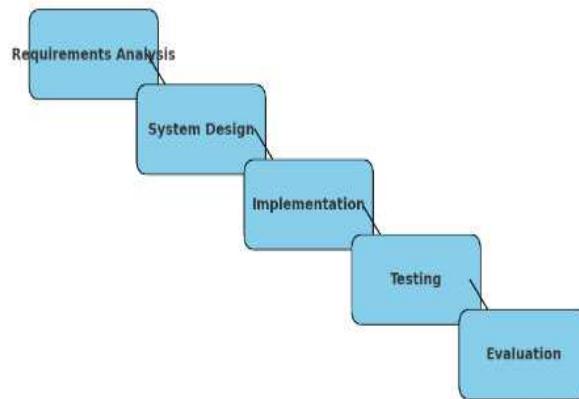 Requirements Analysis
System Design
Implementation
Testing
Evaluation